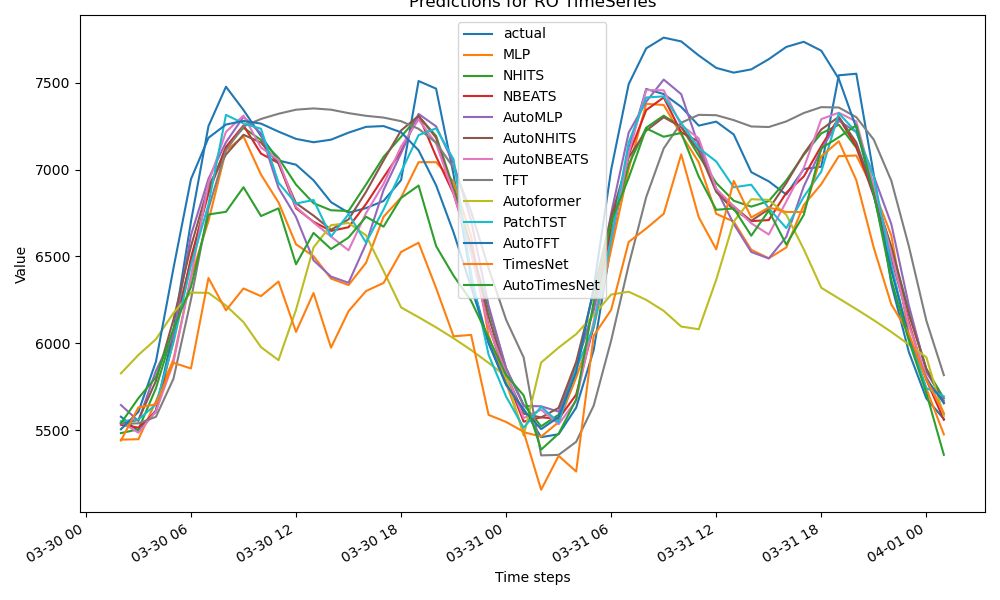 Predictions for RO TimeSeries
actual
MLP
NHITS
NBEATS
AutoMLP
AutoNHITS
AutoNBEATS
TFT
Autoformer
PatchTST
AutoTFT
TimesNet
AutoTimesNet
Value
7500
7000
6500
6000
5500
03-30 00
03-30 06
03-30 12
03-30 18
03-31 00
03-31 06
03-31 12
03-31 18
04-01 00
Time steps